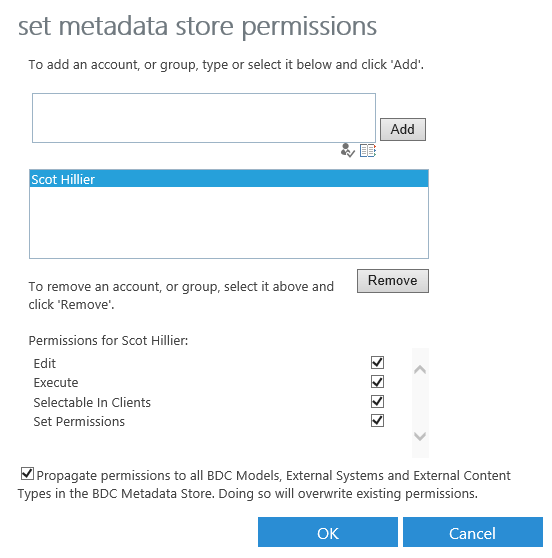 set metadata store permissions
To add an account, or group, type or select it below and click 'Add'.
Add
Scot Hillier
To remove an account, or group, select it above and
click 'Remove'.
Remove
Permissions for Scot Hillier:
Edit
Execute
Selectable In Clients
Set Permissions
Propagate permissions to all BDC Models, External Systems and External Content
Types in the BDC Metadata Store. Doing so will overwrite existing permissions.
OK
Cancel